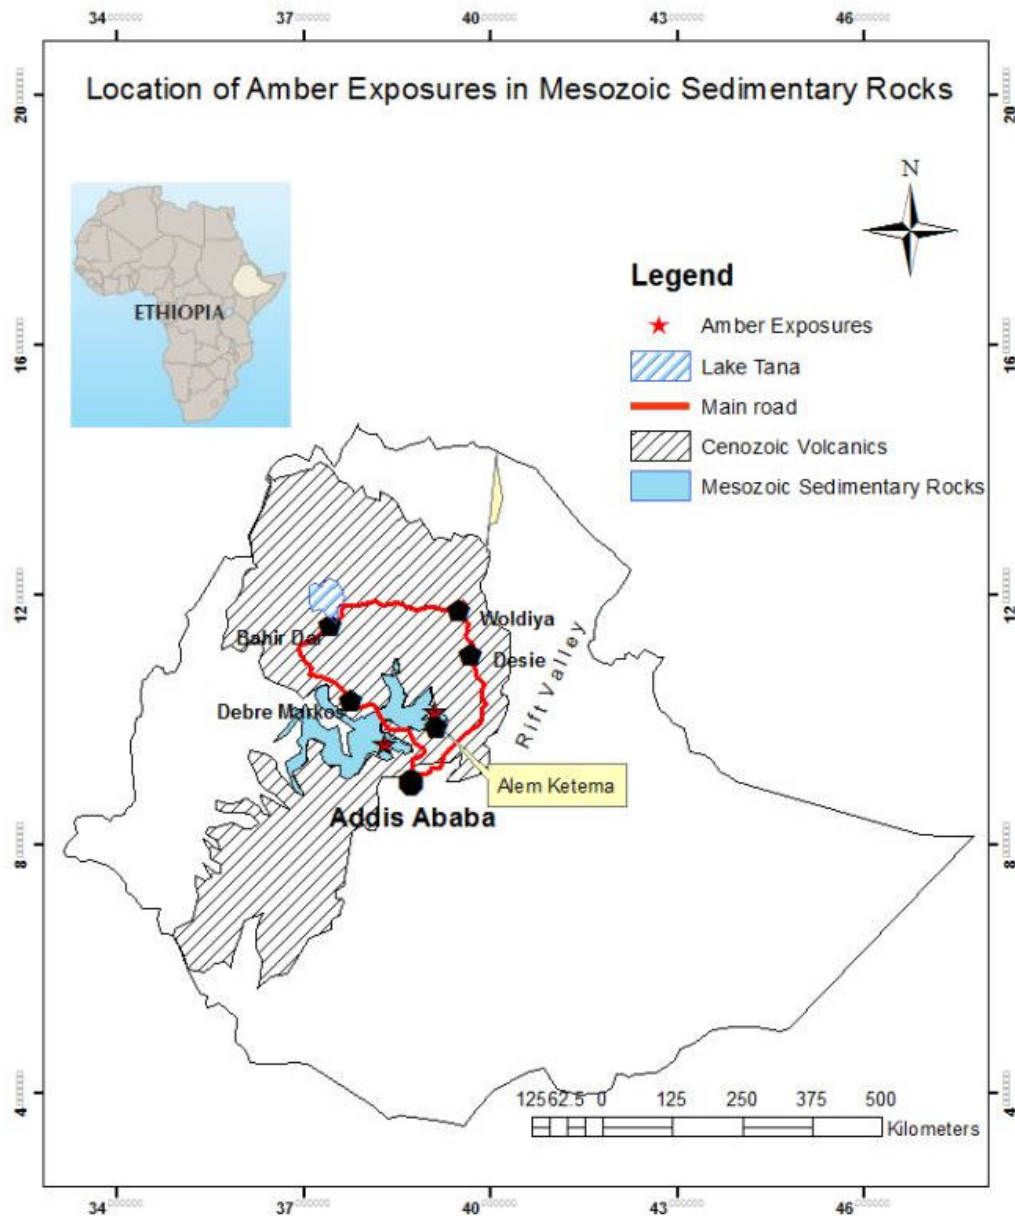 34 37 40 43 46
Location of Amber Exposures in Mesozoic Sedimentary Rocks
N
ETHIOPIA
Legend
Amber Exposures
Lake Tana
Main road
Cenozoic Volcanics
Mesozoic Sedimentary Rocks
20 20
16 16
12 12
8 8
4 4
Woldiya
Bahir Dar
Desie
Rift Valley
Debre Markos
Alem Ketema
Addis Ababa
12562.5 0 125 250 375 500
Kilometers
34 37 40 43 46